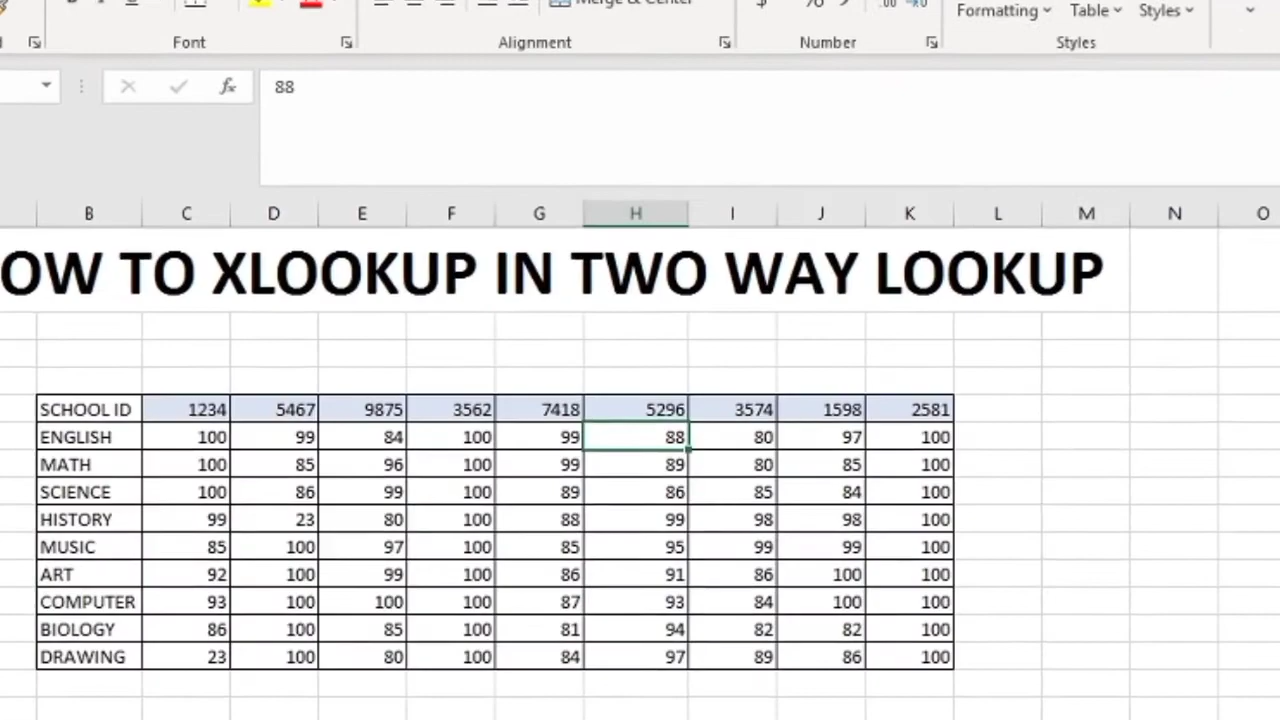 Merge & Center
$ %
Formatting Table Styles
Font Alignment Number Styles
fx 88
B C D E F G H I J K L M N O
OW TO XLOOKUP IN TWO WAY LOOKUP
SCHOOL ID 1234 5467 9875 3562 7418 5296 3574 1598 2581
ENGLISH 100 99 84 100 99 88 80 97 100
MATH 100 85 96 100 99 89 80 85 100
SCIENCE 100 86 99 100 89 86 85 84 100
HISTORY 99 23 80 100 88 99 98 98 100
MUSIC 85 100 97 100 85 95 99 99 100
ART 92 100 99 100 86 91 86 100 100
COMPUTER 93 100 100 100 87 93 84 100 100
BIOLOGY 86 100 85 100 81 94 82 82 100
DRAWING 23 100 80 100 84 97 89 86 100